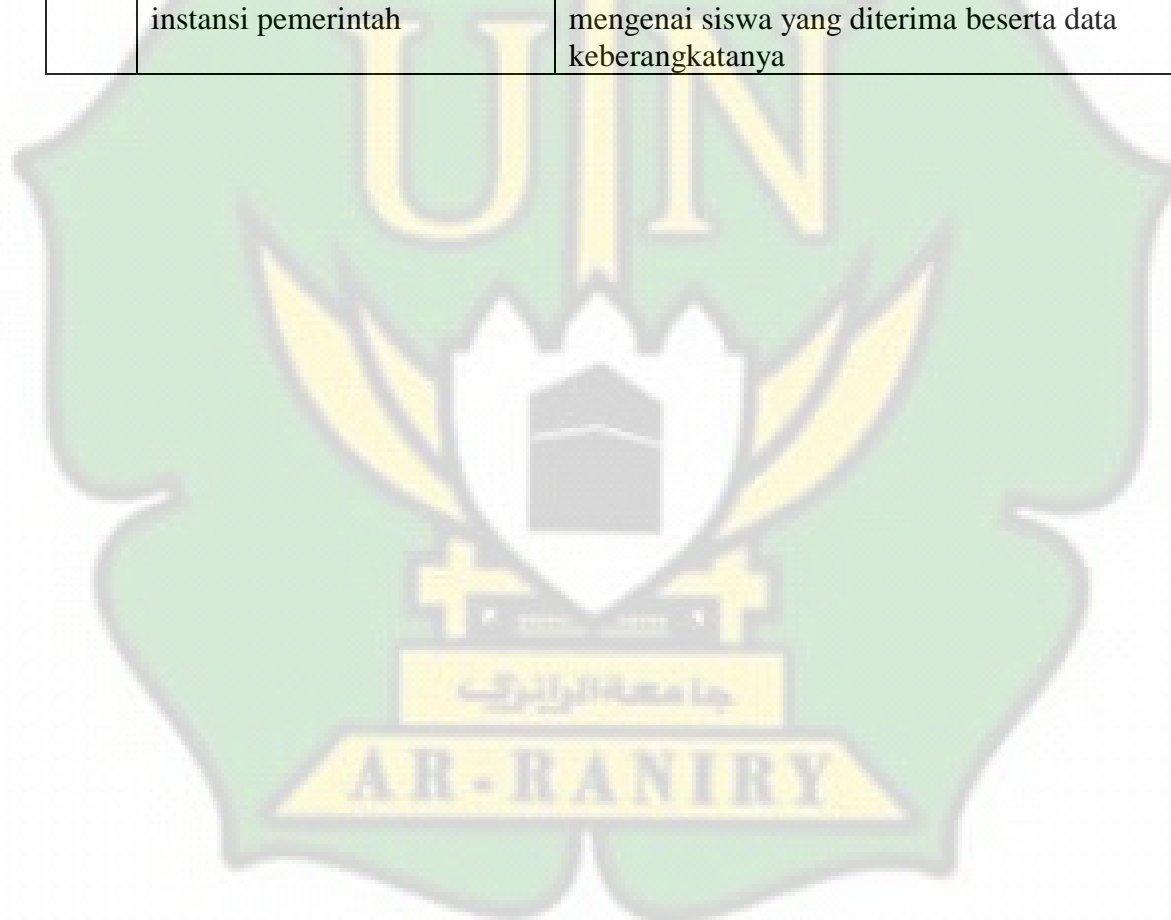 instansi pemerintah
mengenai siswa yang diterima beserta data
keberangkatanya
UIN
جامعة الرانري
AR-RANIRY